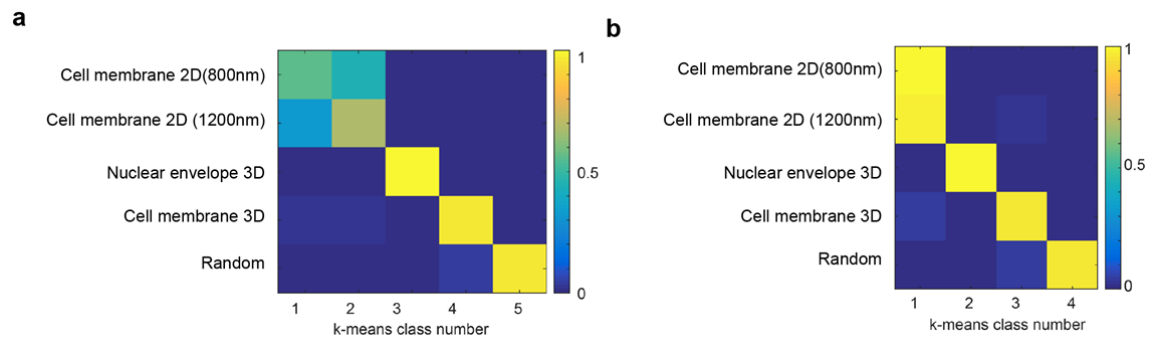 a
Cell membrane 2D(800nm)
Cell membrane 2D (1200nm)
Nuclear envelope 3D
Cell membrane 3D
Random
1 2 3 4 5
k-means class number
1
0.5
0
b
Cell membrane 2D(800nm)
Cell membrane 2D (1200nm)
Nuclear envelope 3D
Cell membrane 3D
Random
1 2 3 4
k-means class number
1
0.5
0